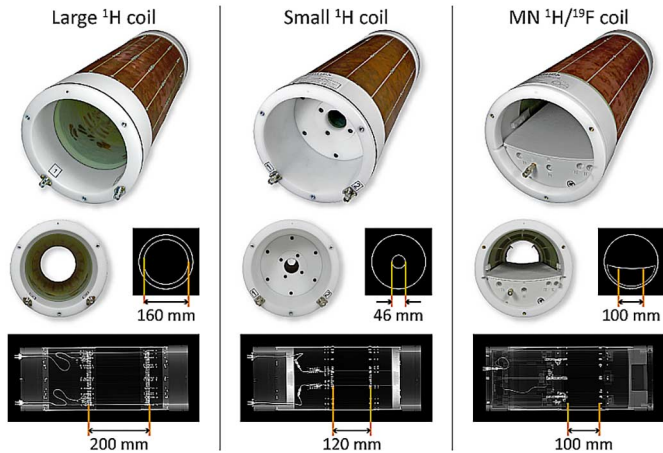 Large ¹H coil
Small ¹H coil
MN ¹H/¹⁹F coil
160 mm
46 mm
100 mm
200 mm
120 mm
100 mm